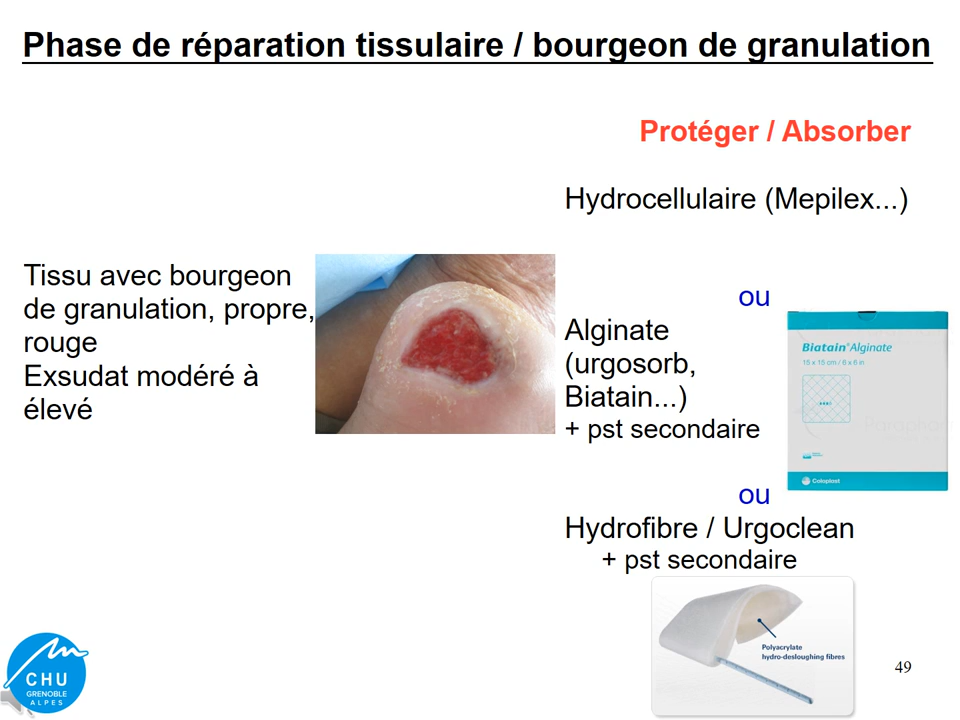 Phase de réparation tissulaire / bourgeon de granulation
Protéger / Absorber
Hydrocellulaire (Mepilex...)
Tissu avec bourgeon
de granulation, propre,
rouge
Exsudat modéré à
élevé
ou
Alginate
(urgosorb,
Biatain...)
+ pst secondaire
Biatain® Alginate
15 x 15 cm / 6 x 6 in
Coloplast
ou
Hydrofibre / Urgoclean
+ pst secondaire
Polyacrylate
hydro-desloughing fibres
CHU
GRENOBLE
ALPES
49